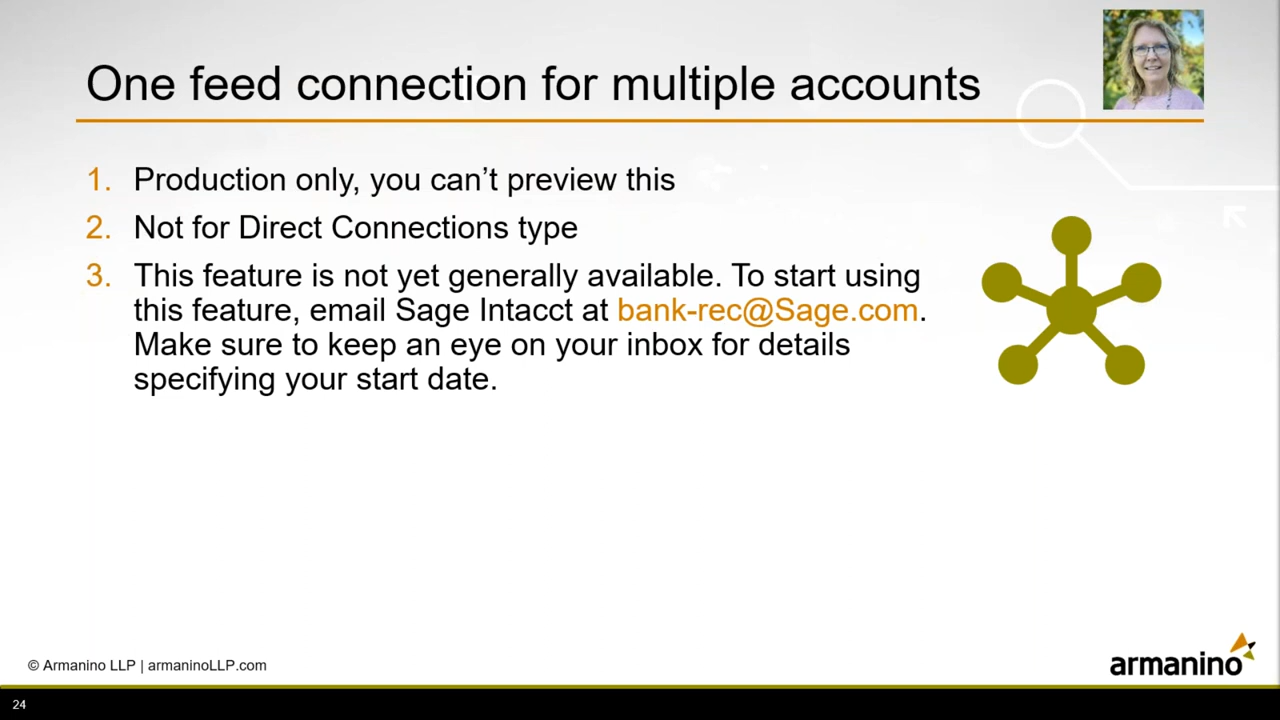 One feed connection for multiple accounts
1. Production only, you can’t preview this
2. Not for Direct Connections type
3. This feature is not yet generally available. To start using
this feature, email Sage Intacct at bank-rec@Sage.com.
Make sure to keep an eye on your inbox for details
specifying your start date.
© Armanino LLP | armaninoLLP.com
armanino
24